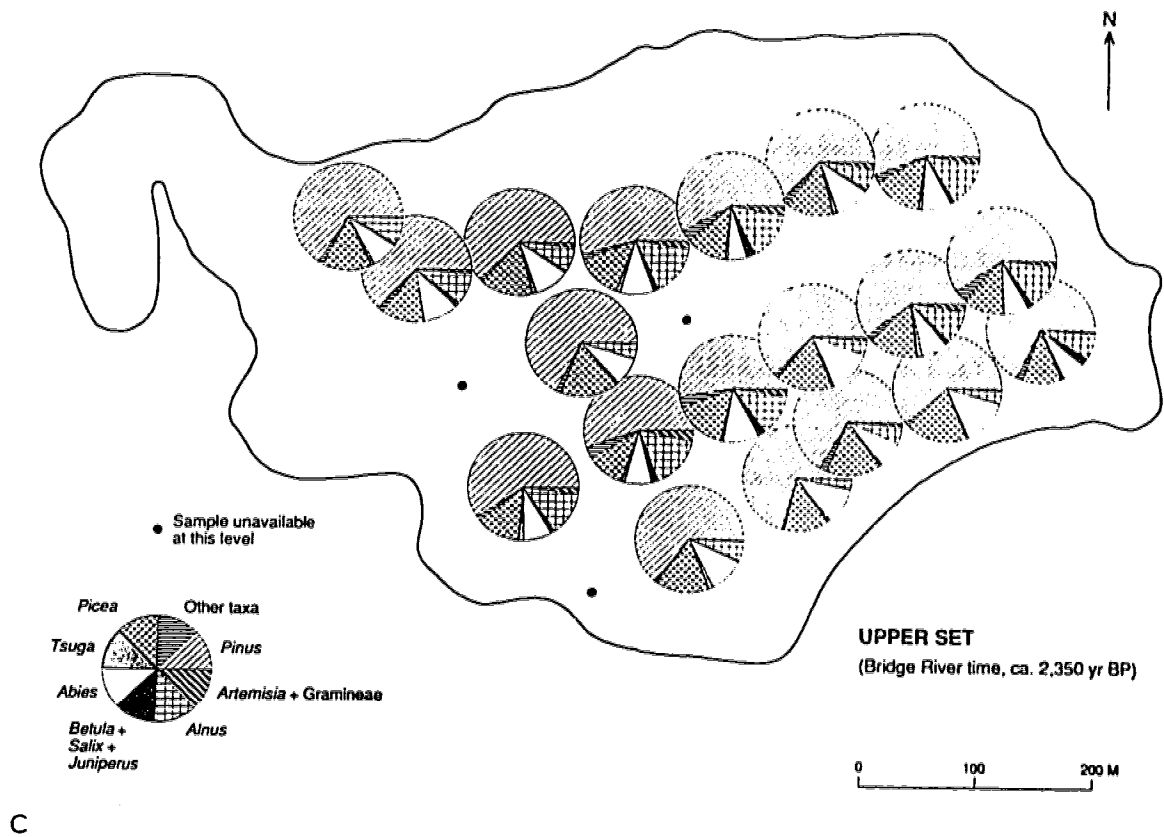 N
Sample unavailable
at this level
Picea
Other taxa
Tsuga
Pinus
Abies
Artemisia + Gramineae
Betula +
Salix +
Juniperus
Alnus
UPPER SET
(Bridge River time, ca. 2,350 yr BP)
0 100 200 M
C